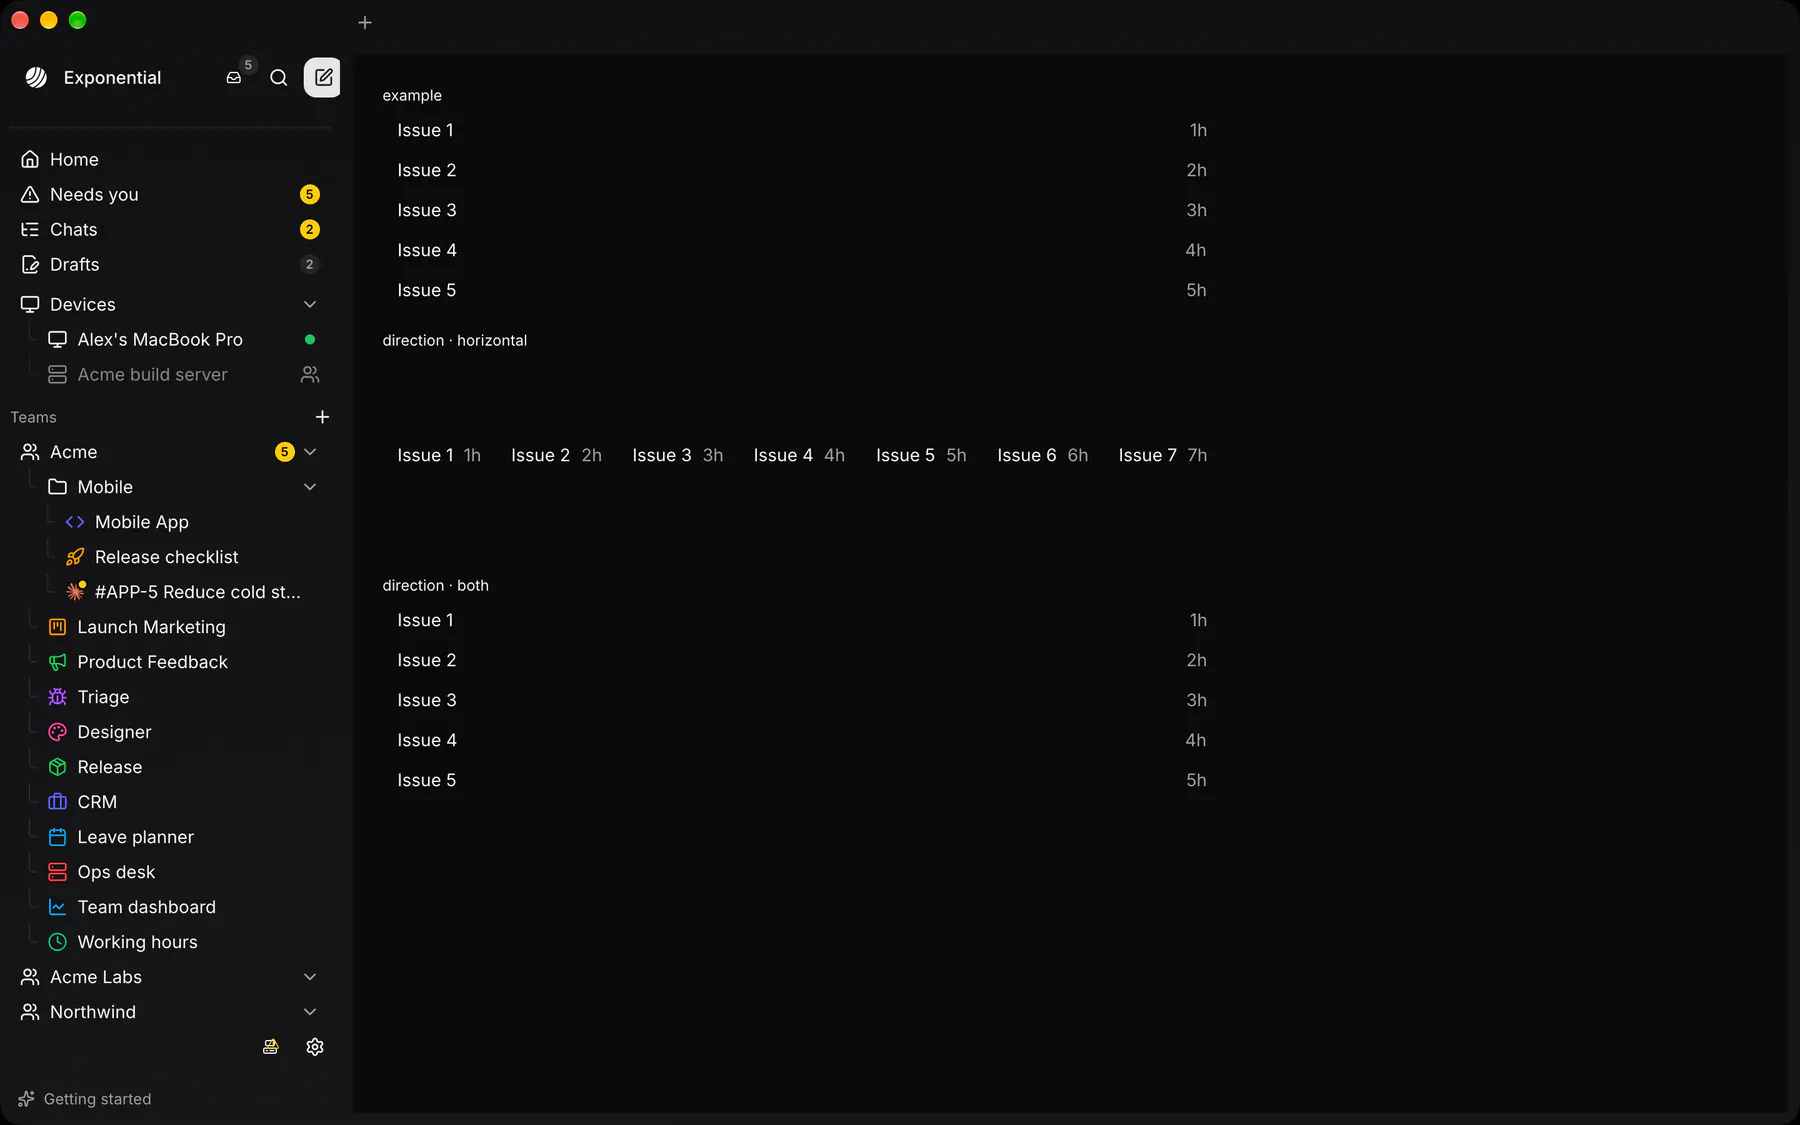 Exponential
5
Home
Needs you 5
Chats 2
Drafts 2
Devices
Alex's MacBook Pro
Acme build server
Teams
Acme 5
Mobile
Mobile App
Release checklist
#APP-5 Reduce cold st...
Launch Marketing
Product Feedback
Triage
Designer
Release
CRM
Leave planner
Ops desk
Team dashboard
Working hours
Acme Labs
Northwind
Getting started
example
Issue 1 1h
Issue 2 2h
Issue 3 3h
Issue 4 4h
Issue 5 5h
direction · horizontal
Issue 1 1h Issue 2 2h Issue 3 3h Issue 4 4h Issue 5 5h Issue 6 6h Issue 7 7h
direction · both
Issue 1 1h
Issue 2 2h
Issue 3 3h
Issue 4 4h
Issue 5 5h